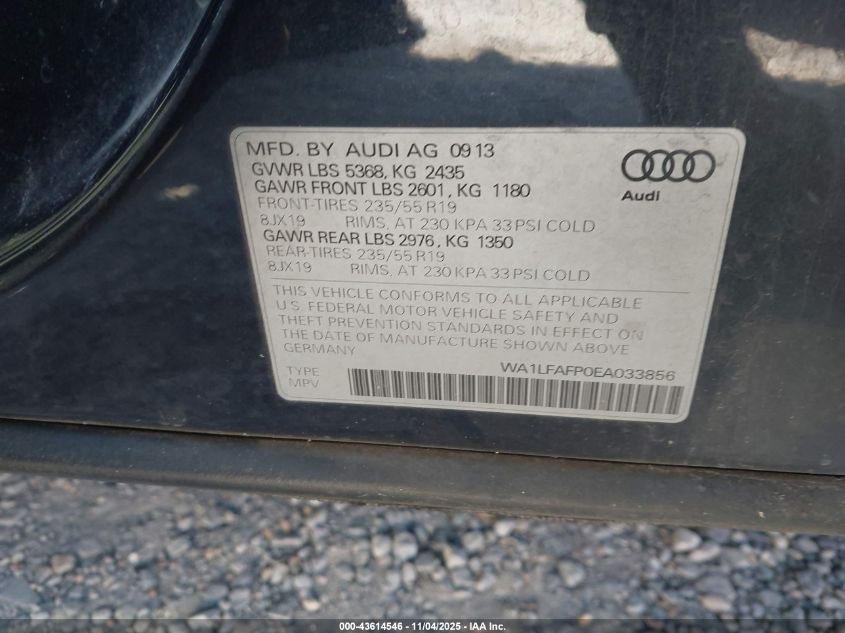 MFD. BY AUDI AG 09 13
GVWR LBS 5368, KG 2435
GAWR FRONT LBS 2601, KG 1180
FRONT-TIRES 235/55 R19
8JX19 RIMS, AT 230 KPA 33 PSI COLD
GAWR REAR LBS 2976, KG 1350
REAR-TIRES 235/55 R19
8JX19 RIMS, AT 230 KPA 33 PSI COLD
Audi
THIS VEHICLE CONFORMS TO ALL APPLICABLE
U.S. FEDERAL MOTOR VEHICLE SAFETY AND
THEFT PREVENTION STANDARDS IN EFFECT ON
THE DATE OF MANUFACTURE SHOWN ABOVE
GERMANY
TYPE WA1LFAFP0EA033856
MPV
000-43614546 - 11/04/2025 - IAA Inc.